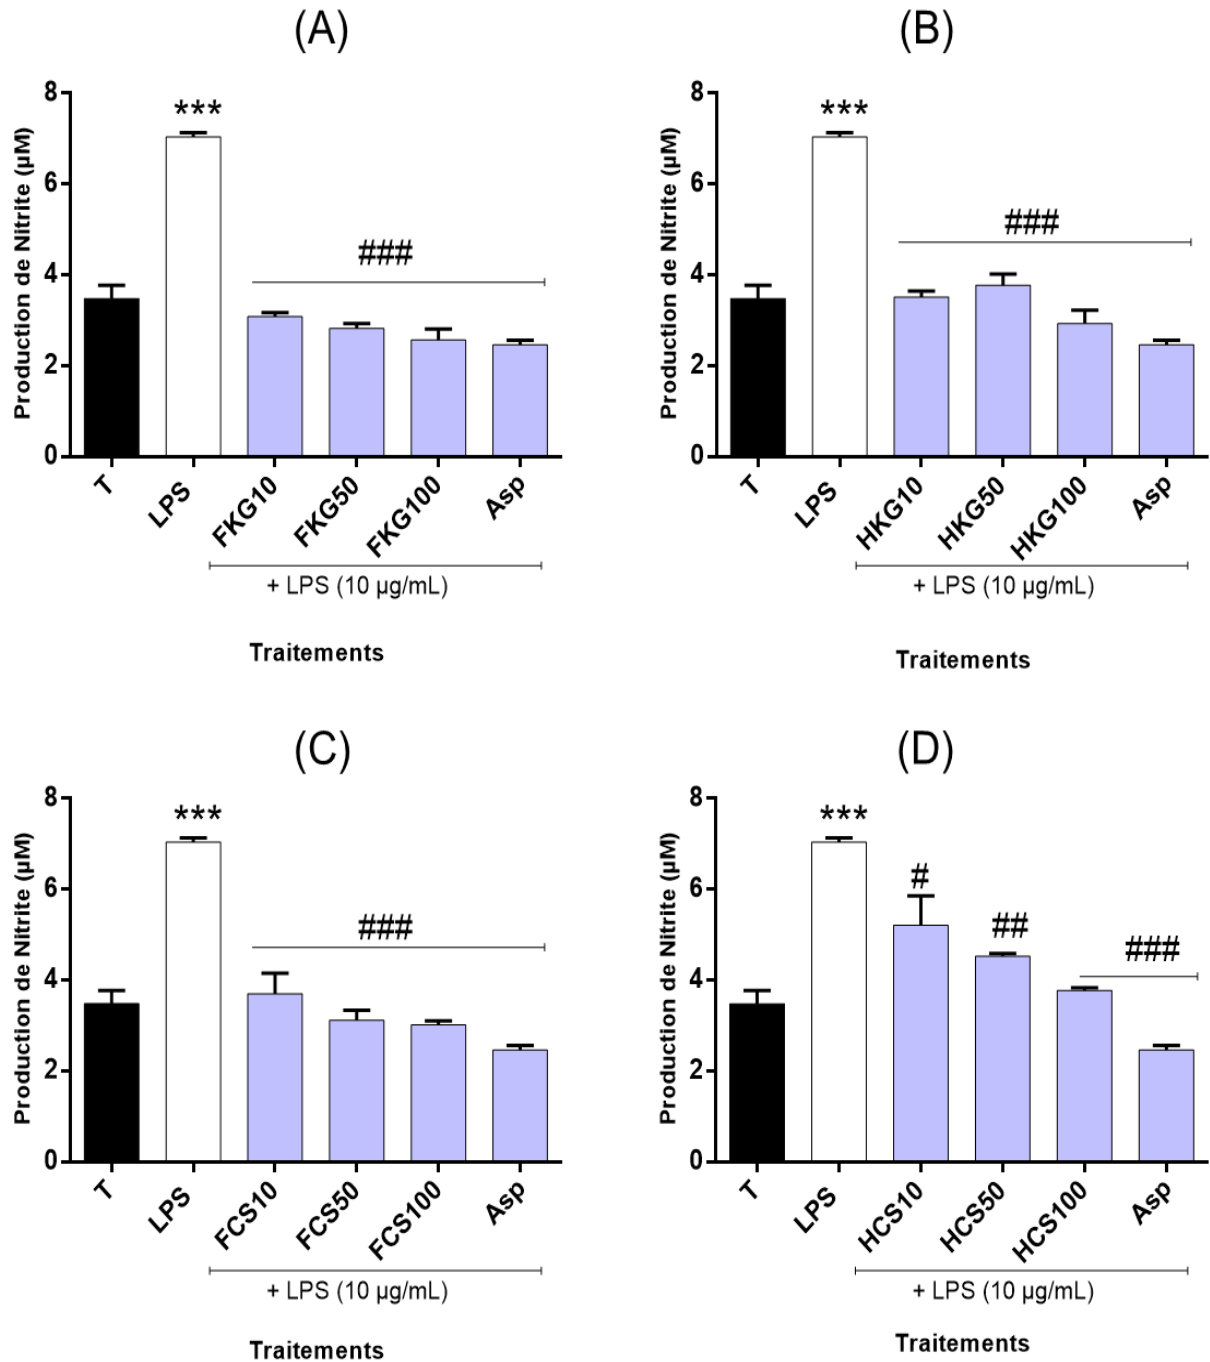 (A)
Production de Nitrite (µM)
8
6
4
2
0
***
###
T
LPS
FKG10
FKG50
FKG100
Asp
+ LPS (10 µg/mL)
Traitements
(B)
Production de Nitrite (µM)
8
6
4
2
0
***
###
T
LPS
HKG10
HKG50
HKG100
Asp
+ LPS (10 µg/mL)
Traitements
(C)
Production de Nitrite (µM)
8
6
4
2
0
***
###
T
LPS
FCS10
FCS50
FCS100
Asp
+ LPS (10 µg/mL)
Traitements
(D)
Production de Nitrite (µM)
8
6
4
2
0
***
#
##
###
T
LPS
HCS10
HCS50
HCS100
Asp
+ LPS (10 µg/mL)
Traitements